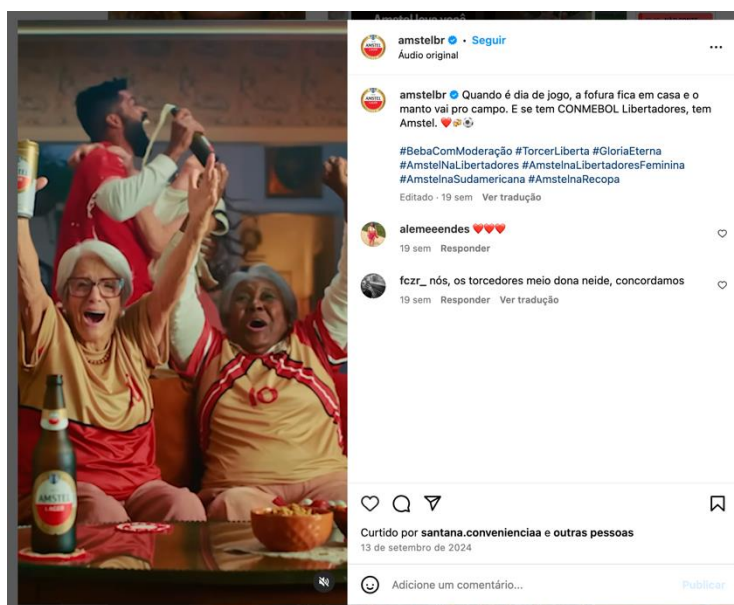 amstelbr • Seguir
Áudio original
amstelbr Quando é dia de jogo, a fofura fica em casa e o
manto vai pro campo. E se tem CONMEBOL Libertadores, tem
Amstel. ❤️🍻⚽
#BebaComModeração #TorcerLiberta #GloriaEterna
#AmstelNaLibertadores #AmstelnaLibertadoresFeminina
#AmstelnaSudamericana #AmstelnaRecopa
Editado · 19 sem Ver tradução
alemeeendes ❤️❤️❤️
19 sem Responder
fczr_ nós, os torcedores meio dona neide, concordamos
19 sem Responder Ver tradução
Curtido por santana.convenienciaa e outras pessoas
13 de setembro de 2024
Adicione um comentário...
Publicar
10
AMSTEL
LAGER